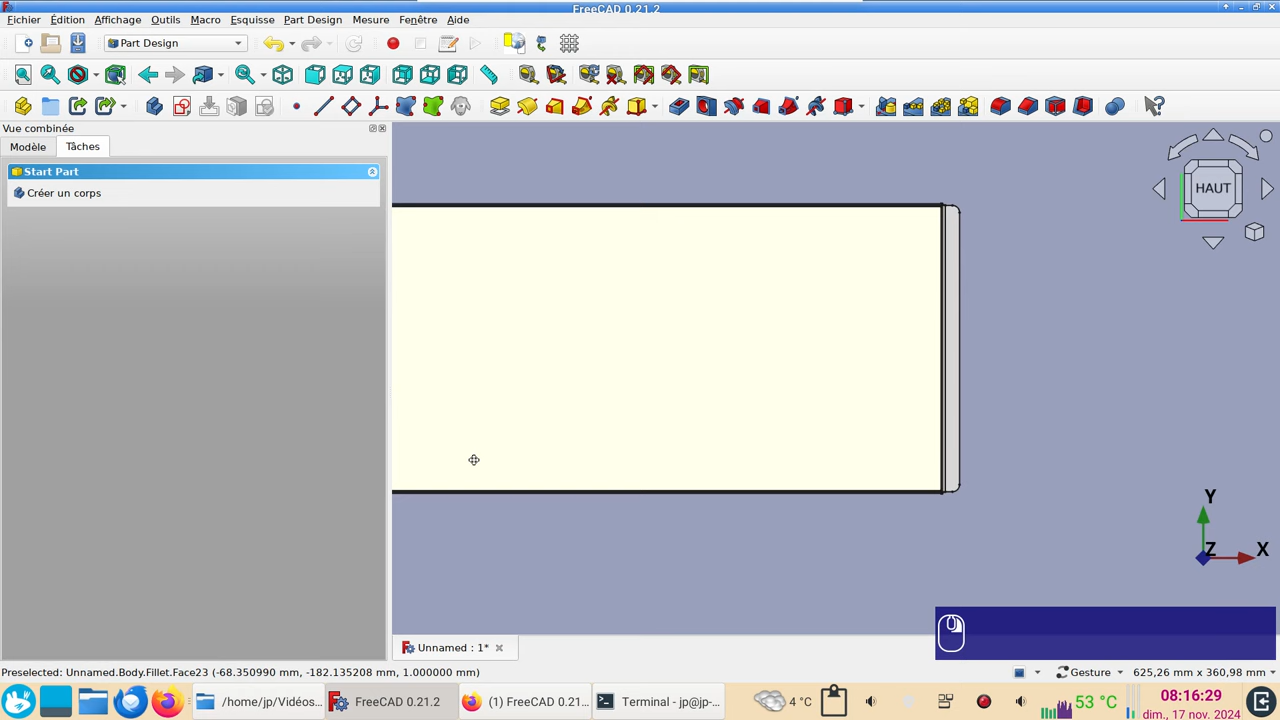 FreeCAD 0.21.2
Fichier Édition Affichage Outils Macro Esquisse Part Design Mesure Fenêtre Aide
Part Design
Vue combinée
Modèle Tâches
Start Part
Créer un corps
HAUT
Y
Z X
Unnamed : 1*
Preselected: Unnamed.Body.Fillet.Face23 (-68.350990 mm, -182.135208 mm, 1.000000 mm) Gesture 625,26 mm x 360,98 mm
/home/jp/Vidéos... FreeCAD 0.21.2 (1) FreeCAD 0.21.... Terminal - jp@jp-... 4 °C 53 °C 08:16:29
dim., 17 nov. 2024